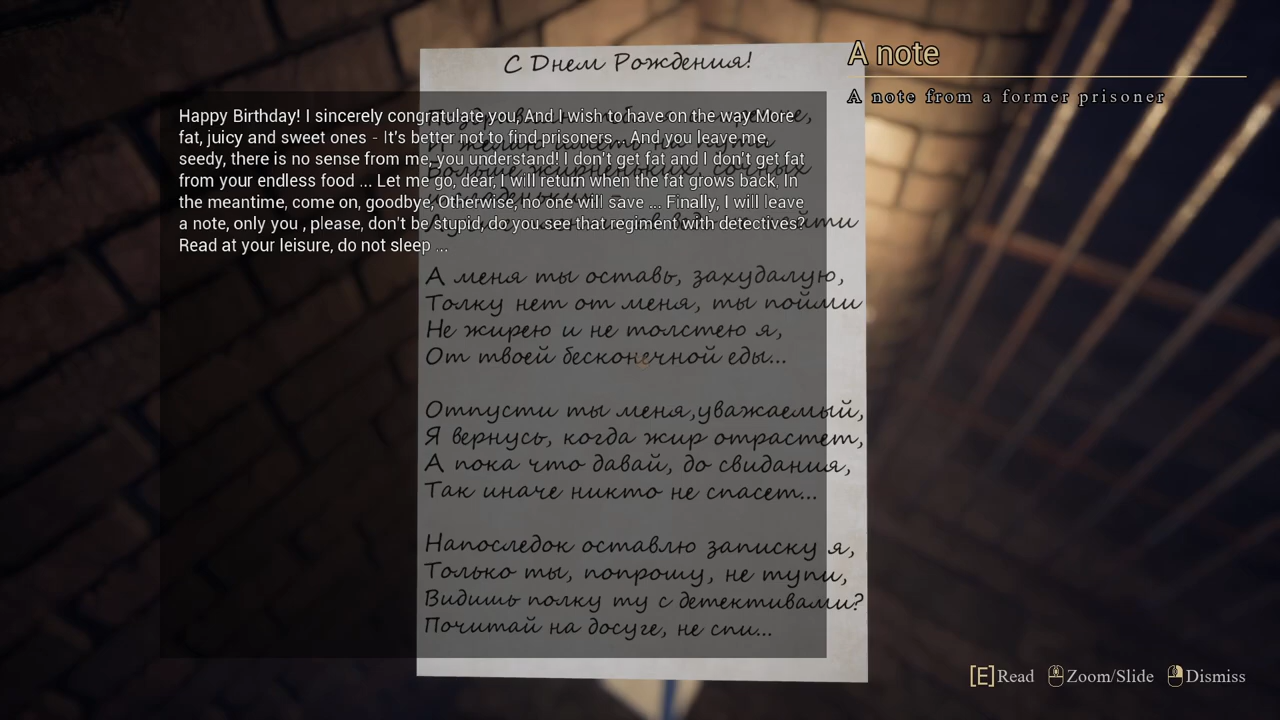 С Днем Рождения!
A note
A note from a former prisoner
Happy Birthday! I sincerely congratulate you, And I wish to have on the way More
fat, juicy and sweet ones - It's better not to find prisoners ... And you leave me,
seedy, there is no sense from me, you understand! I don't get fat and I don't get fat
from your endless food ... Let me go, dear, I will return when the fat grows back, In
the meantime, come on, goodbye, Otherwise, no one will save ... Finally, I will leave
a note, only you , please, don't be stupid, do you see that regiment with detectives?
Read at your leisure, do not sleep ...
А меня ты оставь, захудалую,
Толку нет от меня, ты пойми
Не жирею и не толстею я,
От твоей бесконечной еды...
Отпусти ты меня,уважаемый,
Я вернусь, когда жир отрастет,
А пока что давай, до свидания,
Так иначе никто не спасет...
Напоследок оставлю записку я,
Только ты, попрошу, не тупи,
Видишь полку ту с детективами?
Почитай на досуге, не спи...
[E]Read Zoom/Slide Dismiss